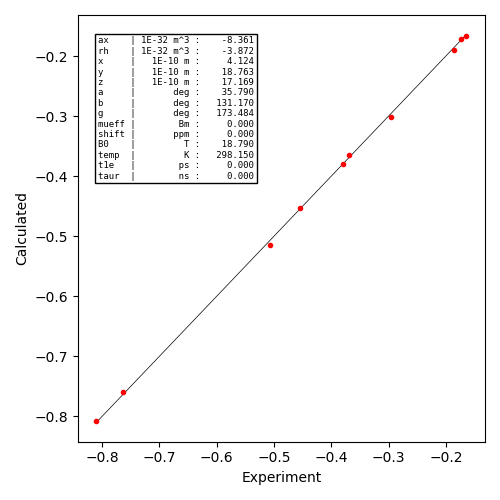 ax | 1E-32 m^3 : -8.361
rh | 1E-32 m^3 : -3.872
x | 1E-10 m : 4.124
y | 1E-10 m : 18.763
z | 1E-10 m : 17.169
a | deg : 35.790
b | deg : 131.170
g | deg : 173.484
mueff | Bm : 0.000
shift | ppm : 0.000
B0 | T : 18.790
temp | K : 298.150
t1e | ps : 0.000
taur | ns : 0.000
−0.2
−0.3
−0.4
−0.5
−0.6
−0.7
−0.8
Calculated
−0.8 −0.7 −0.6 −0.5 −0.4 −0.3 −0.2
Experiment